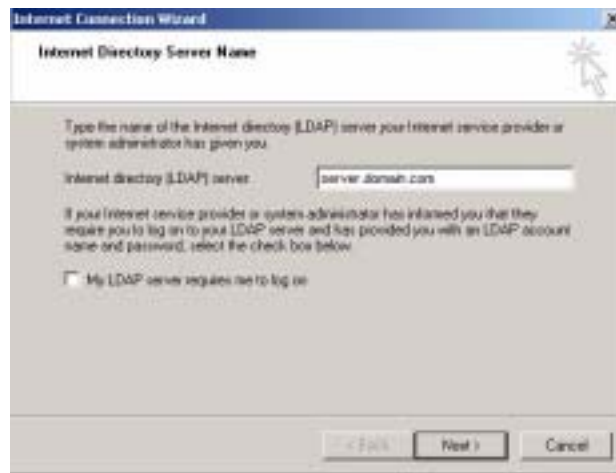 Internet Connection Wizard
Internet Directory Server Name
Type the name of the Internet directory (LDAP) server your Internet service provider or
system administrator has given you.
Internet directory (LDAP) server:
server.domain.com
If your Internet service provider or system administrator has informed you that they
require you to log on to your LDAP server and has provided you with an LDAP account
name and password, select the check box below.
My LDAP server requires me to log on
< Back
Next >
Cancel